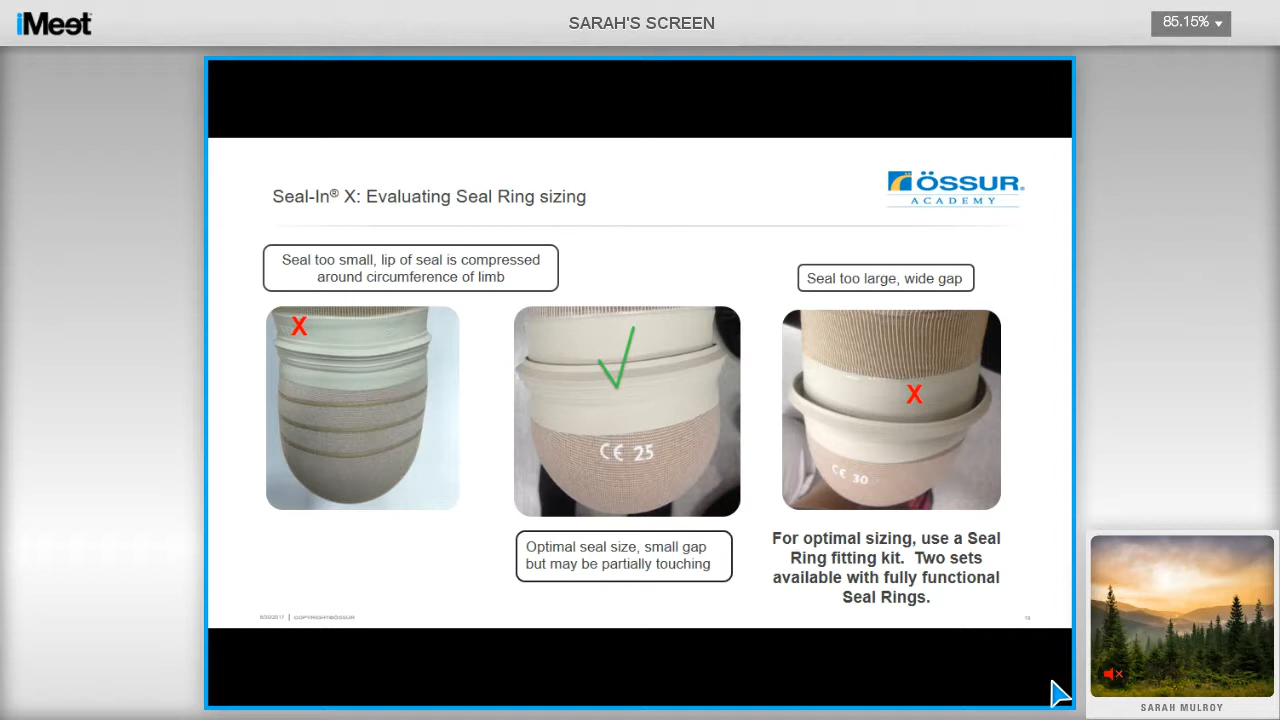 iMeet
SARAH'S SCREEN
85.15%
Seal-In® X: Evaluating Seal Ring sizing
ÖSSUR®
ACADEMY
Seal too small, lip of seal is compressed
around circumference of limb
Seal too large, wide gap
X
X
CE 25
CE 30
Optimal seal size, small gap
but may be partially touching
For optimal sizing, use a Seal
Ring fitting kit. Two sets
available with fully functional
Seal Rings.
COPYRIGHT©ÖSSUR
SARAH MULROY